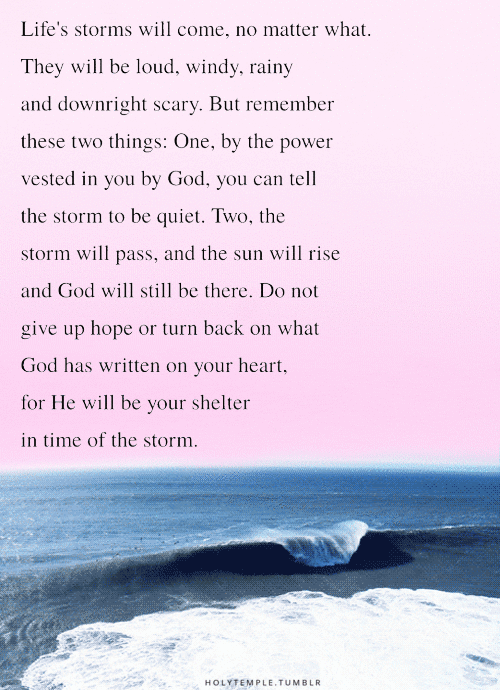 Life's storms will come, no matter what.
They will be loud, windy, rainy
and downright scary. But remember
these two things: One, by the power
vested in you by God, you can tell
the storm to be quiet. Two, the
storm will pass, and the sun will rise
and God will still be there. Do not
give up hope or turn back on what
God has written on your heart,
for He will be your shelter
in time of the storm.
HOLYTEMPLE.TUMBLR